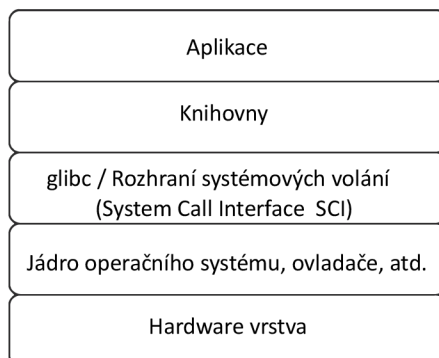 Aplikace
Knihovny
glibc / Rozhraní systémových volání
(System Call Interface SCI)
Jádro operačního systému, ovladače, atd.
Hardware vrstva